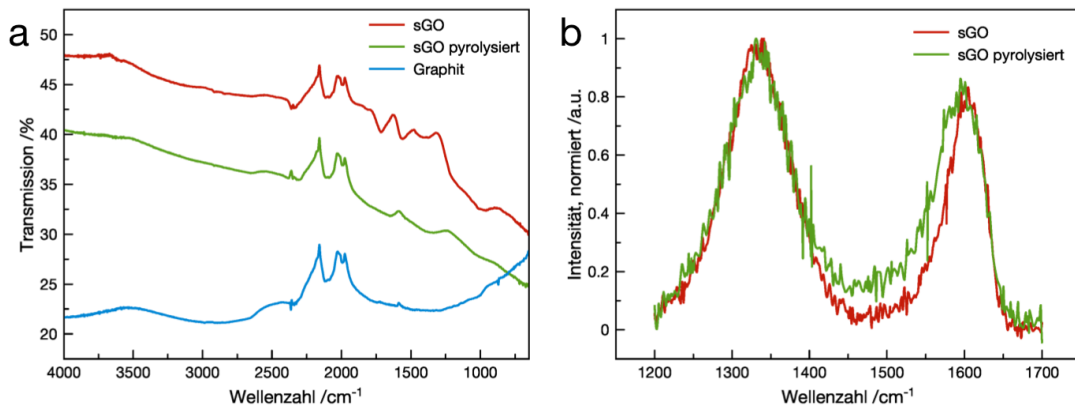 a
sGO
sGO pyrolysiert
Graphit
50
45
40
35
30
25
20
Transmission /%
4000 3500 3000 2500 2000 1500 1000
Wellenzahl /cm⁻¹
b
sGO
sGO pyrolysiert
1
0.8
0.6
0.4
0.2
0
Intensität, normiert /a.u.
1200 1300 1400 1500 1600 1700
Wellenzahl /cm⁻¹